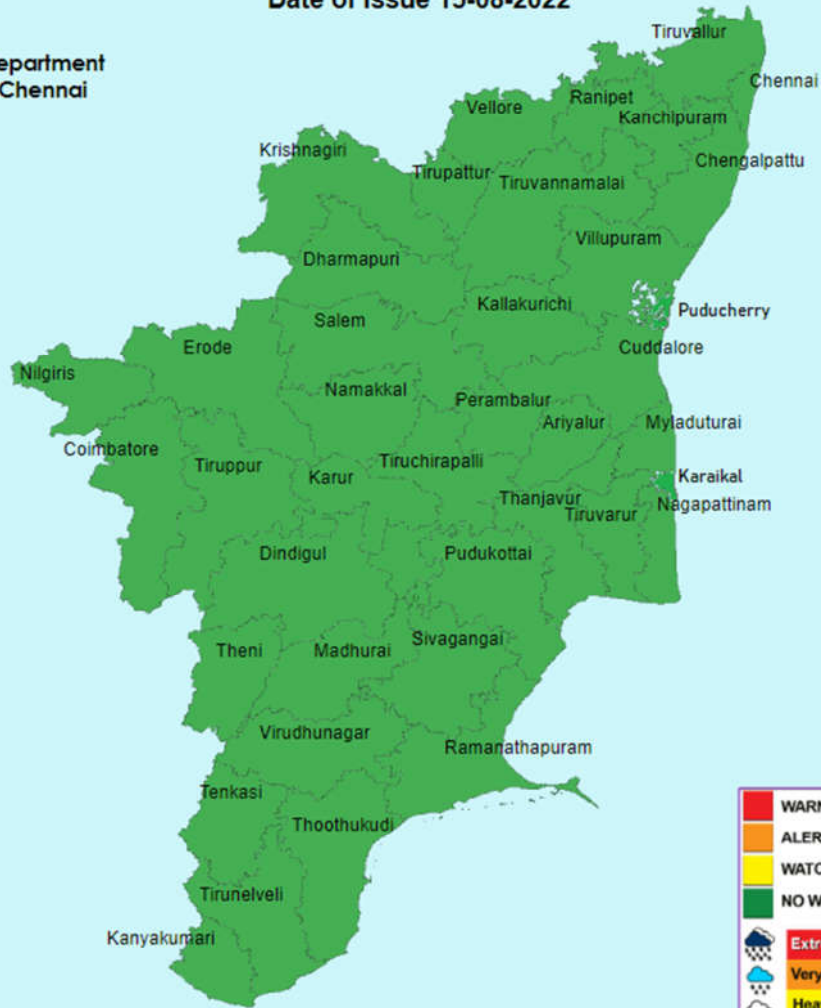 Date of Issue 15-08-2022
epartment
Chennai
Tiruvallur
Chennai
Ranipet
Vellore
Kanchipuram
Krishnagiri
Chengalpattu
Tirupattur
Tiruvannamalai
Villupuram
Dharmapuri
Kallakurichi
Puducherry
Salem
Erode
Cuddalore
Nilgiris
Namakkal
Perambalur
Ariyalur
Myladuturai
Coimbatore
Tiruppur
Tiruchirapalli
Karur
Karaikal
Thanjavur
Nagapattinam
Tiruvarur
Dindigul
Pudukottai
Sivagangai
Theni
Madhurai
Virudhunagar
Ramanathapuram
Tenkasi
Thoothukudi
Tirunelveli
Kanyakumari
WARN
ALER
WATC
NO W
Extr
Very
Hea